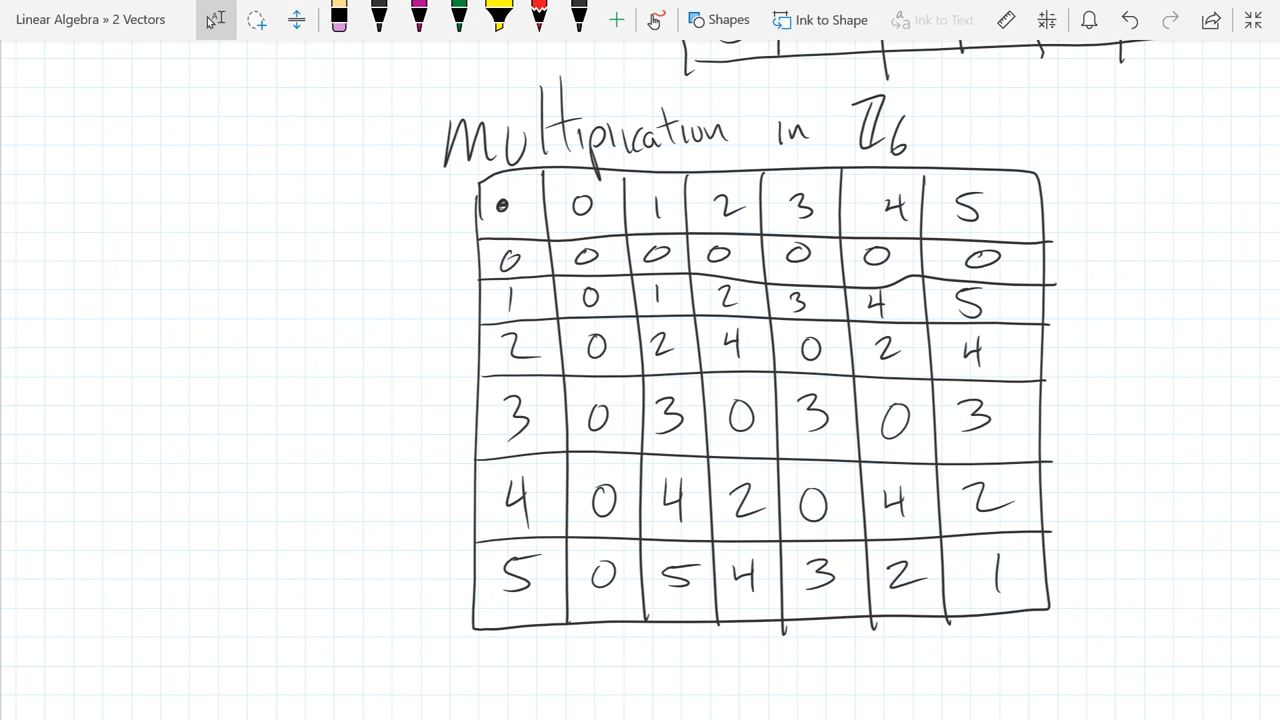 Linear Algebra » 2 Vectors Shapes Ink to Shape Ink to Text
Multiplication in ℤ6
• 0 1 2 3 4 5
0 0 0 0 0 0 0
1 0 1 2 3 4 5
2 0 2 4 0 2 4
3 0 3 0 3 0 3
4 0 4 2 0 4 2
5 0 5 4 3 2 1